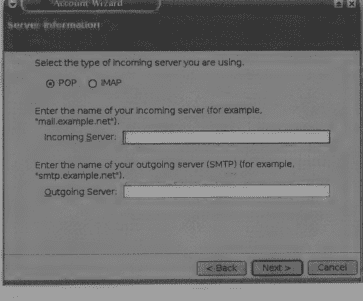 Account Wizard
Server Information
Select the type of incoming server you are using.
POP IMAP
Enter the name of your incoming server (for example,
"mail.example.net").
Incoming Server:
Enter the name of your outgoing server (SMTP) (for example,
"smtp.example.net").
Outgoing Server:
< Back Next > Cancel